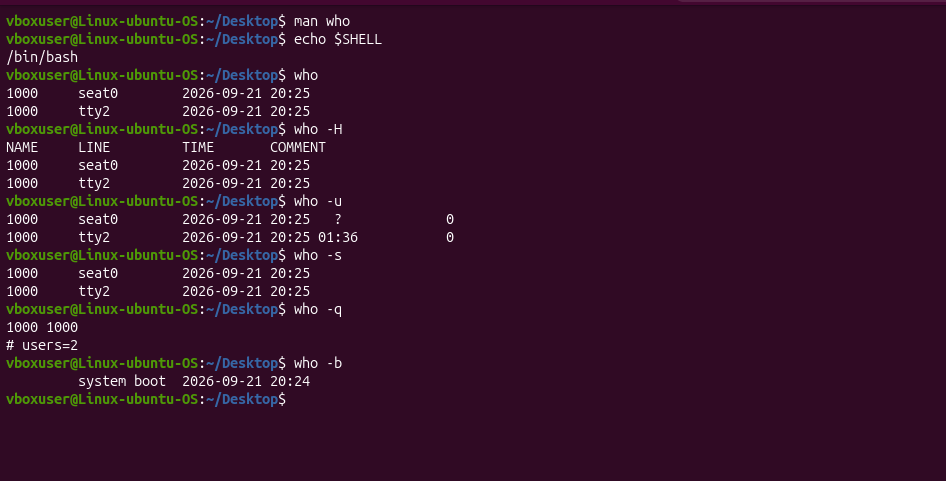 vboxuser@Linux-ubuntu-OS:~/Desktop$ man who
vboxuser@Linux-ubuntu-OS:~/Desktop$ echo $SHELL
/bin/bash
vboxuser@Linux-ubuntu-OS:~/Desktop$ who
1000     seat0        2026-09-21 20:25
1000     tty2         2026-09-21 20:25
vboxuser@Linux-ubuntu-OS:~/Desktop$ who -H
NAME     LINE         TIME       COMMENT
1000     seat0        2026-09-21 20:25
1000     tty2         2026-09-21 20:25
vboxuser@Linux-ubuntu-OS:~/Desktop$ who -u
1000     seat0        2026-09-21 20:25   ?             0
1000     tty2         2026-09-21 20:25 01:36           0
vboxuser@Linux-ubuntu-OS:~/Desktop$ who -s
1000     seat0        2026-09-21 20:25
1000     tty2         2026-09-21 20:25
vboxuser@Linux-ubuntu-OS:~/Desktop$ who -q
1000 1000
# users=2
vboxuser@Linux-ubuntu-OS:~/Desktop$ who -b
         system boot  2026-09-21 20:24
vboxuser@Linux-ubuntu-OS:~/Desktop$